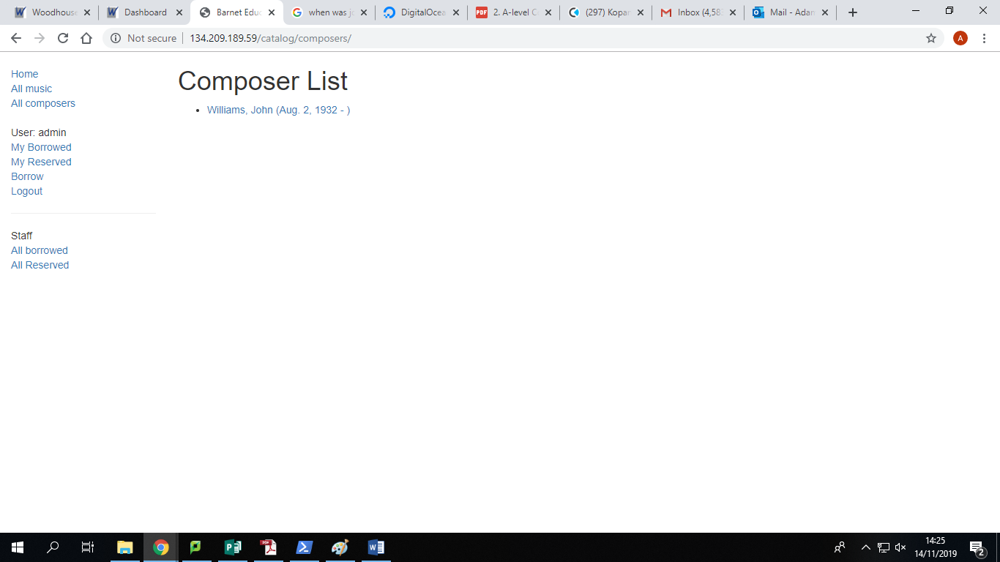 Woodhouse
Dashboard
Barnet Educ
when was jo
DigitalOcea
2. A-level C
(297) Kopar
Inbox (4,583
Mail - Adan
Not secure
134.209.189.59/catalog/composers/
A
Home
All music
All composers
User: admin
My Borrowed
My Reserved
Borrow
Logout
Staff
All borrowed
All Reserved
Composer List
Williams, John (Aug. 2, 1932 - )
14:25
14/11/2019
2